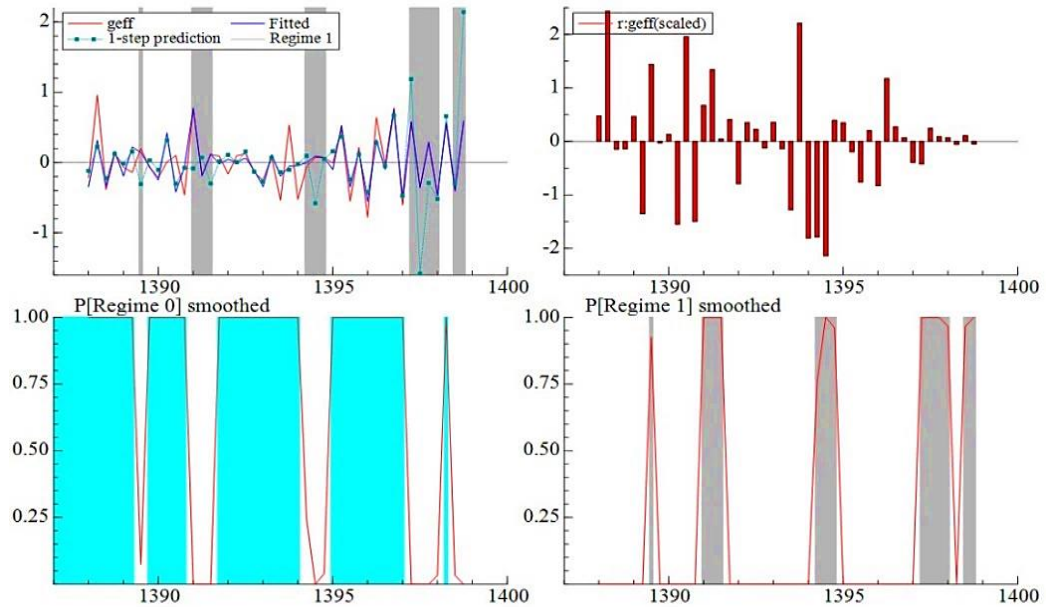 geff Fitted
1-step prediction Regime 1
2
1
0
-1
1390 1395 1400
r:geff(scaled)
2
1
0
-1
-2
1390 1395 1400
P[Regime 0] smoothed
1.00
0.75
0.50
0.25
1390 1395 1400
P[Regime 1] smoothed
1.00
0.75
0.50
0.25
1390 1395 1400